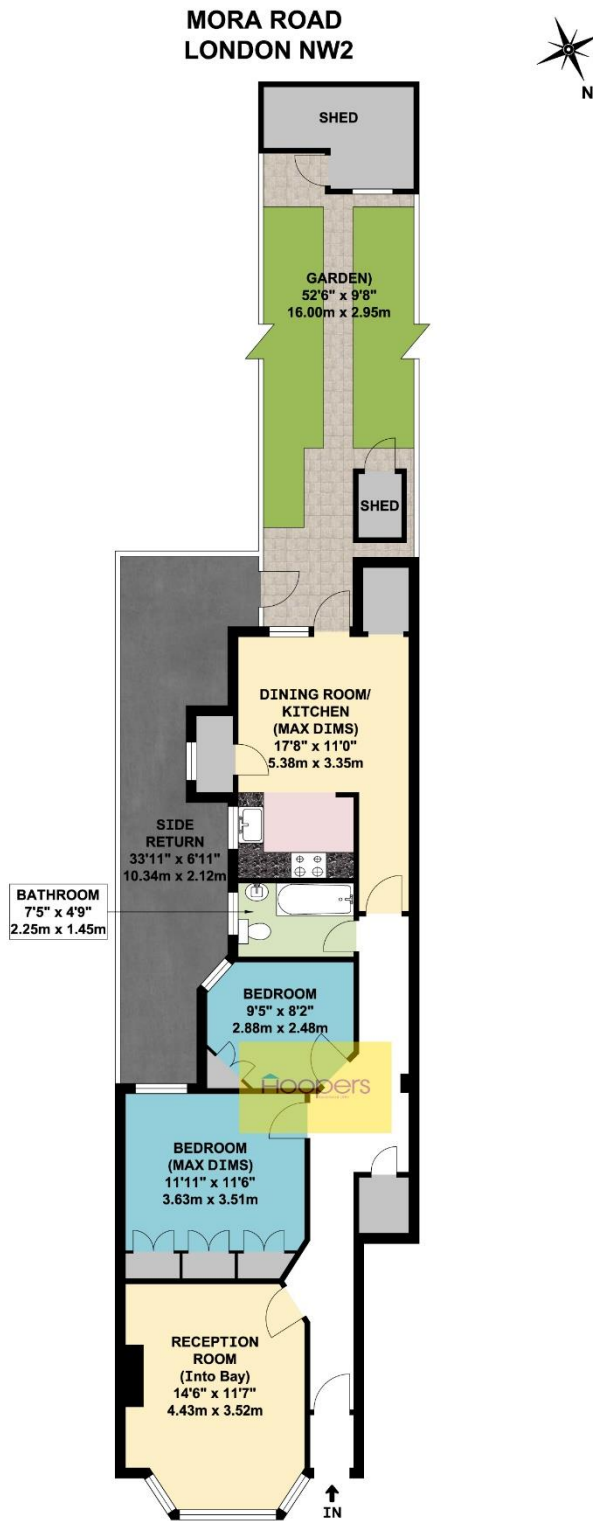 MORA ROAD
LONDON NW2
N
SHED
GARDEN)
52'6" x 9'8"
16.00m x 2.95m
SHED
DINING ROOM/
KITCHEN
(MAX DIMS)
17'8" x 11'0"
5.38m x 3.35m
SIDE
RETURN
33'11" x 6'11"
10.34m x 2.12m
BATHROOM
7'5" x 4'9"
2.25m x 1.45m
BEDROOM
9'5" x 8'2"
2.88m x 2.48m
Hoopers
BEDROOM
(MAX DIMS)
11'11" x 11'6"
3.63m x 3.51m
RECEPTION
ROOM
(Into Bay)
14'6" x 11'7"
4.43m x 3.52m
IN